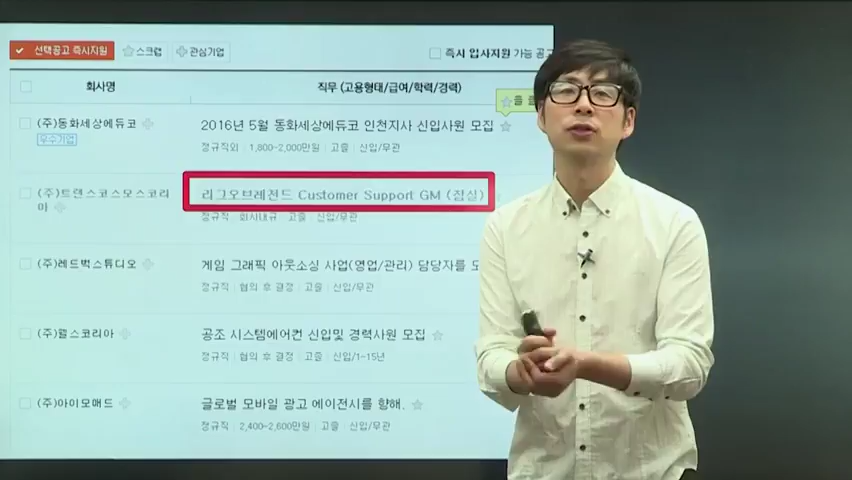 선택공고 즉시지원 스크랩 관심기업 즉시 입사지원 가능 공고
회사명 직무 (고용형태/급여/학력/경력)
(주)동화세상에듀코 2016년 5월 동화세상에듀코 인천지사 신입사원 모집
우수기업 정규직외 1,800~2,000만원 고졸 신입/무관
(주)트랜스코스모스코리 리그오브레전드 Customer Support GM (잠실)
마 정규직 회사내규 고졸 신입/무관
(주)레드벅스튜디오 게임 그래픽 아웃소싱 사업(영업/관리) 담당자를 모
정규직 협의 후 결정 고졸 신입/무관
(주)웰스코리아 공조 시스템에어컨 신입및 경력사원 모집
정규직 협의 후 결정 고졸 신입/1~15년
(주)아이모매드 글로벌 모바일 광고 에이전시를 향해.
정규직 2,400~2,600만원 고졸 신입/무관